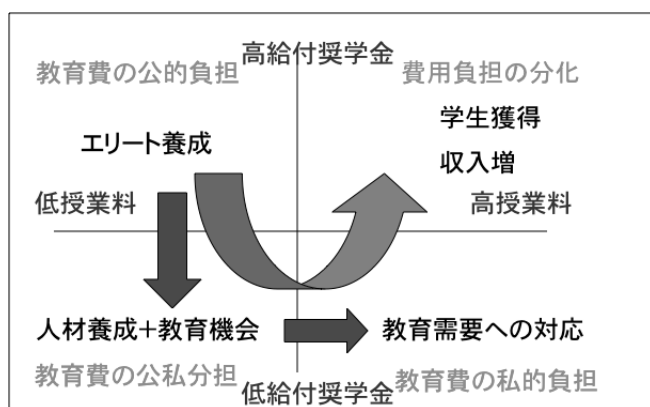 高給付奨学金
教育費の公的負担
費用負担の分化
学生獲得
エリート養成
収入増
低授業料
高授業料
人材養成＋教育機会
教育需要への対応
教育費の公私分担
低給付奨学金
教育費の私的負担